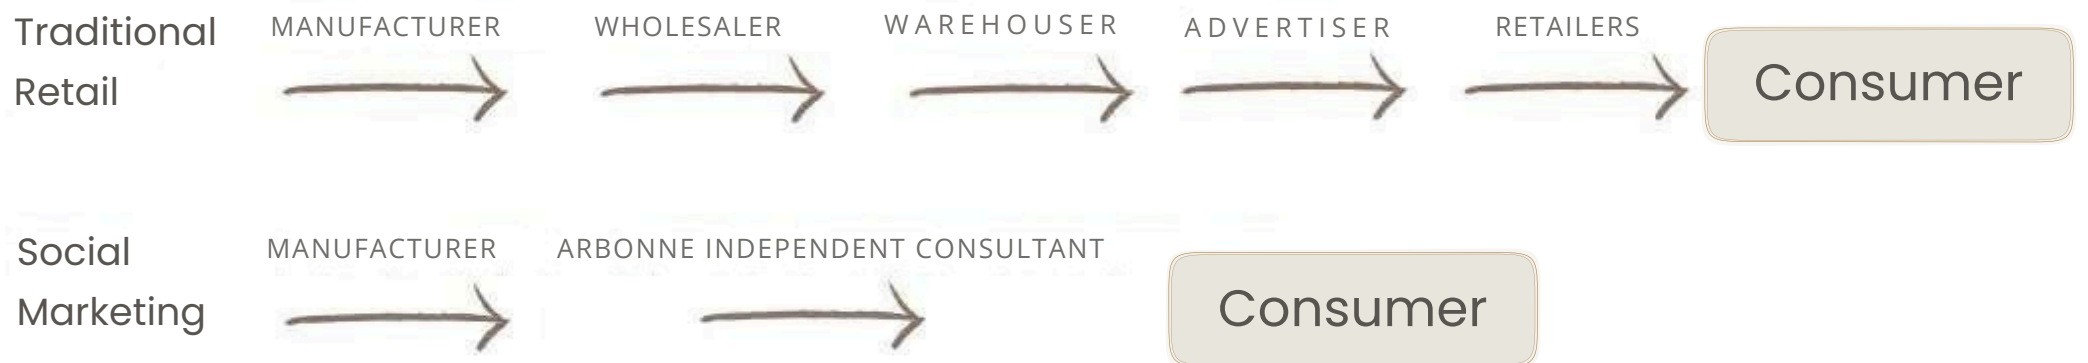 Traditional
Retail
MANUFACTURER
WHOLESALER
WAREHOUSER
ADVERTISER
RETAILERS
Consumer
Social
Marketing
MANUFACTURER
ARBONNE INDEPENDENT CONSULTANT
Consumer